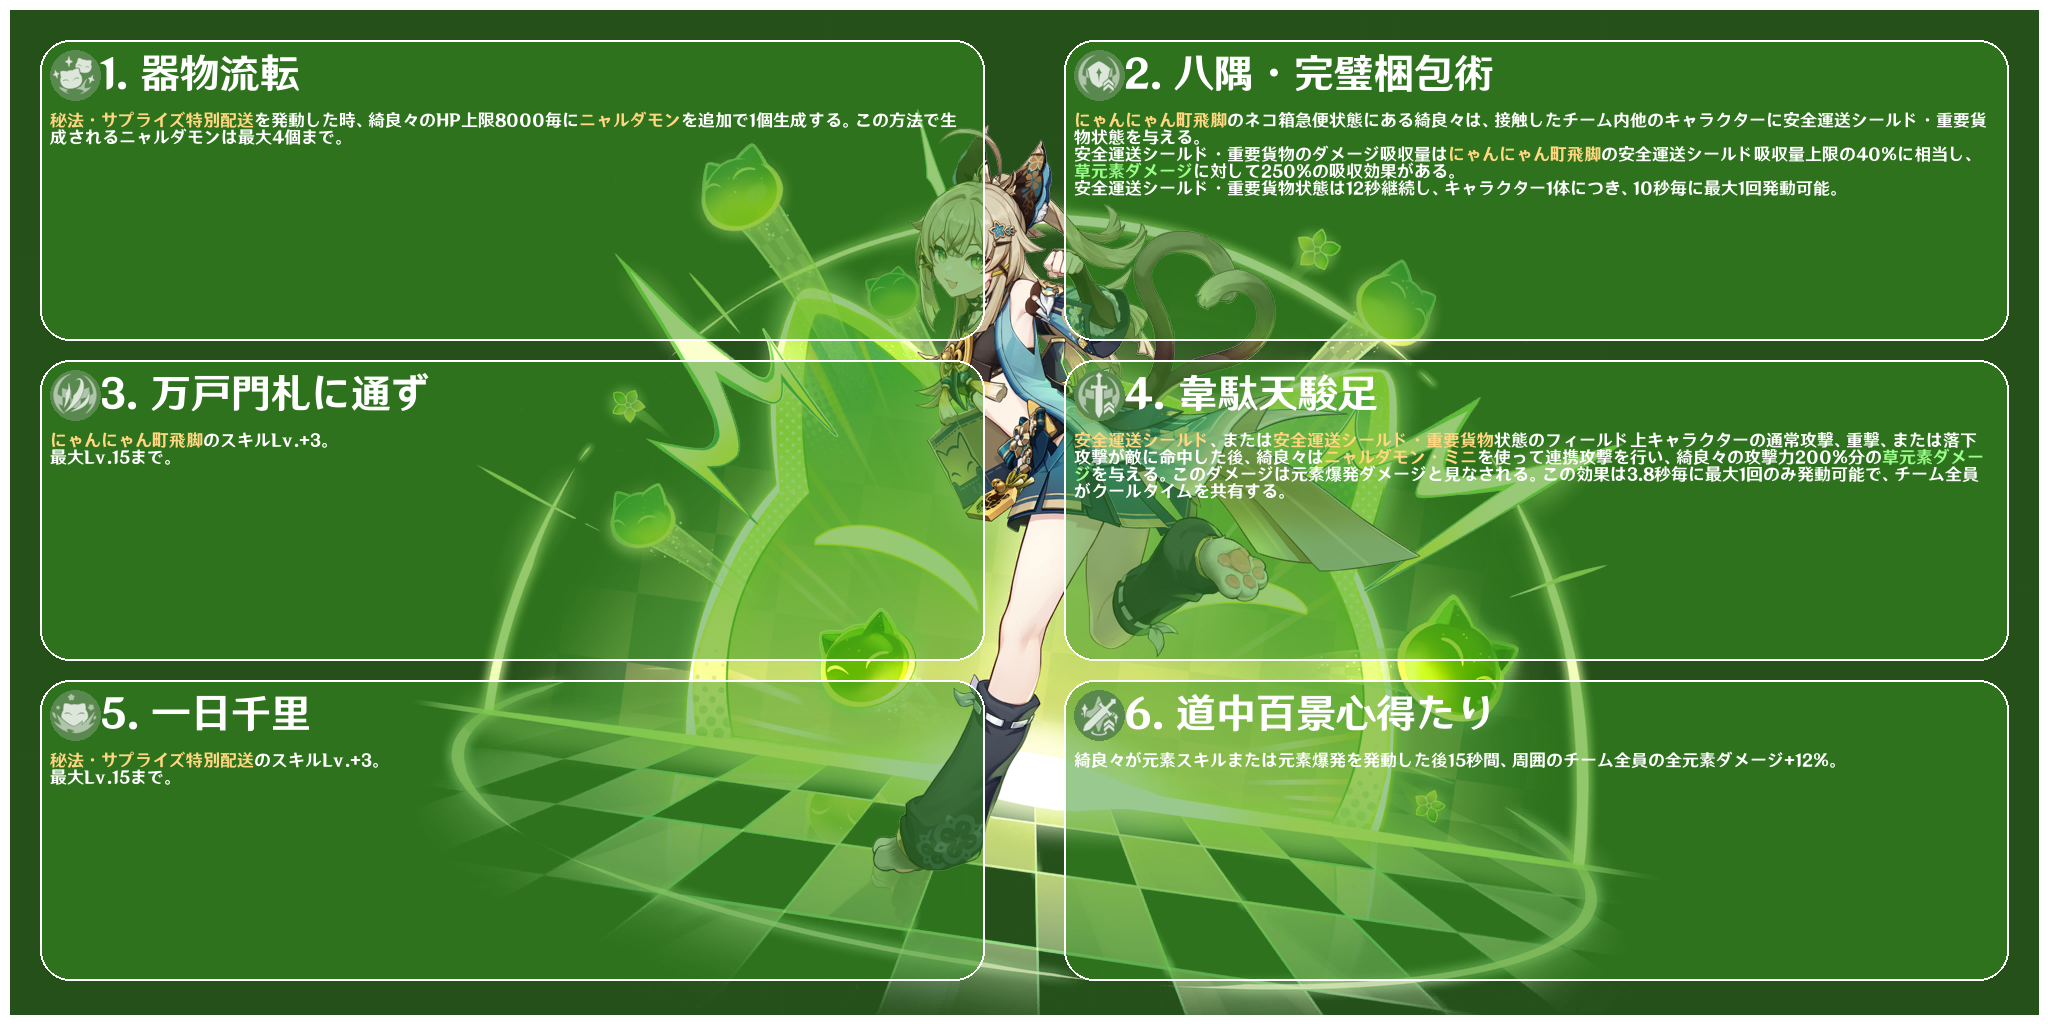 1. 器物流転
秘法・サプライズ特別配送を発動した時、綺良々のHP上限8000毎にニャルダモンを追加で1個生成する。この方法で生
成されるニャルダモンは最大4個まで。
2. 八隅・完璧梱包術
にゃんにゃん町飛脚のネコ箱急便状態にある綺良々は、接触したチーム内他のキャラクターに安全運送シールド・重要貨
物状態を与える。
安全運送シールド・重要貨物のダメージ吸収量はにゃんにゃん町飛脚の安全運送シールド吸収量上限の40%に相当し、
草元素ダメージに対して250%の吸収効果がある。
安全運送シールド・重要貨物状態は12秒継続し、キャラクター1体につき、10秒毎に最大1回発動可能。
3. 万戸門札に通ず
にゃんにゃん町飛脚のスキルLv.+3。
最大Lv.15まで。
4. 韋駄天駿足
安全運送シールド、または安全運送シールド・重要貨物状態のフィールド上キャラクターの通常攻撃、重撃、または落下
攻撃が敵に命中した後、綺良々はニャルダモン・ミニを使って連携攻撃を行い、綺良々の攻撃力200%分の草元素ダメー
ジを与える。このダメージは元素爆発ダメージと見なされる。この効果は3.8秒毎に最大1回のみ発動可能で、チーム全員
がクールタイムを共有する。
5. 一日千里
秘法・サプライズ特別配送のスキルLv.+3。
最大Lv.15まで。
6. 道中百景心得たり
綺良々が元素スキルまたは元素爆発を発動した後15秒間、周囲のチーム全員の全元素ダメージ+12%。